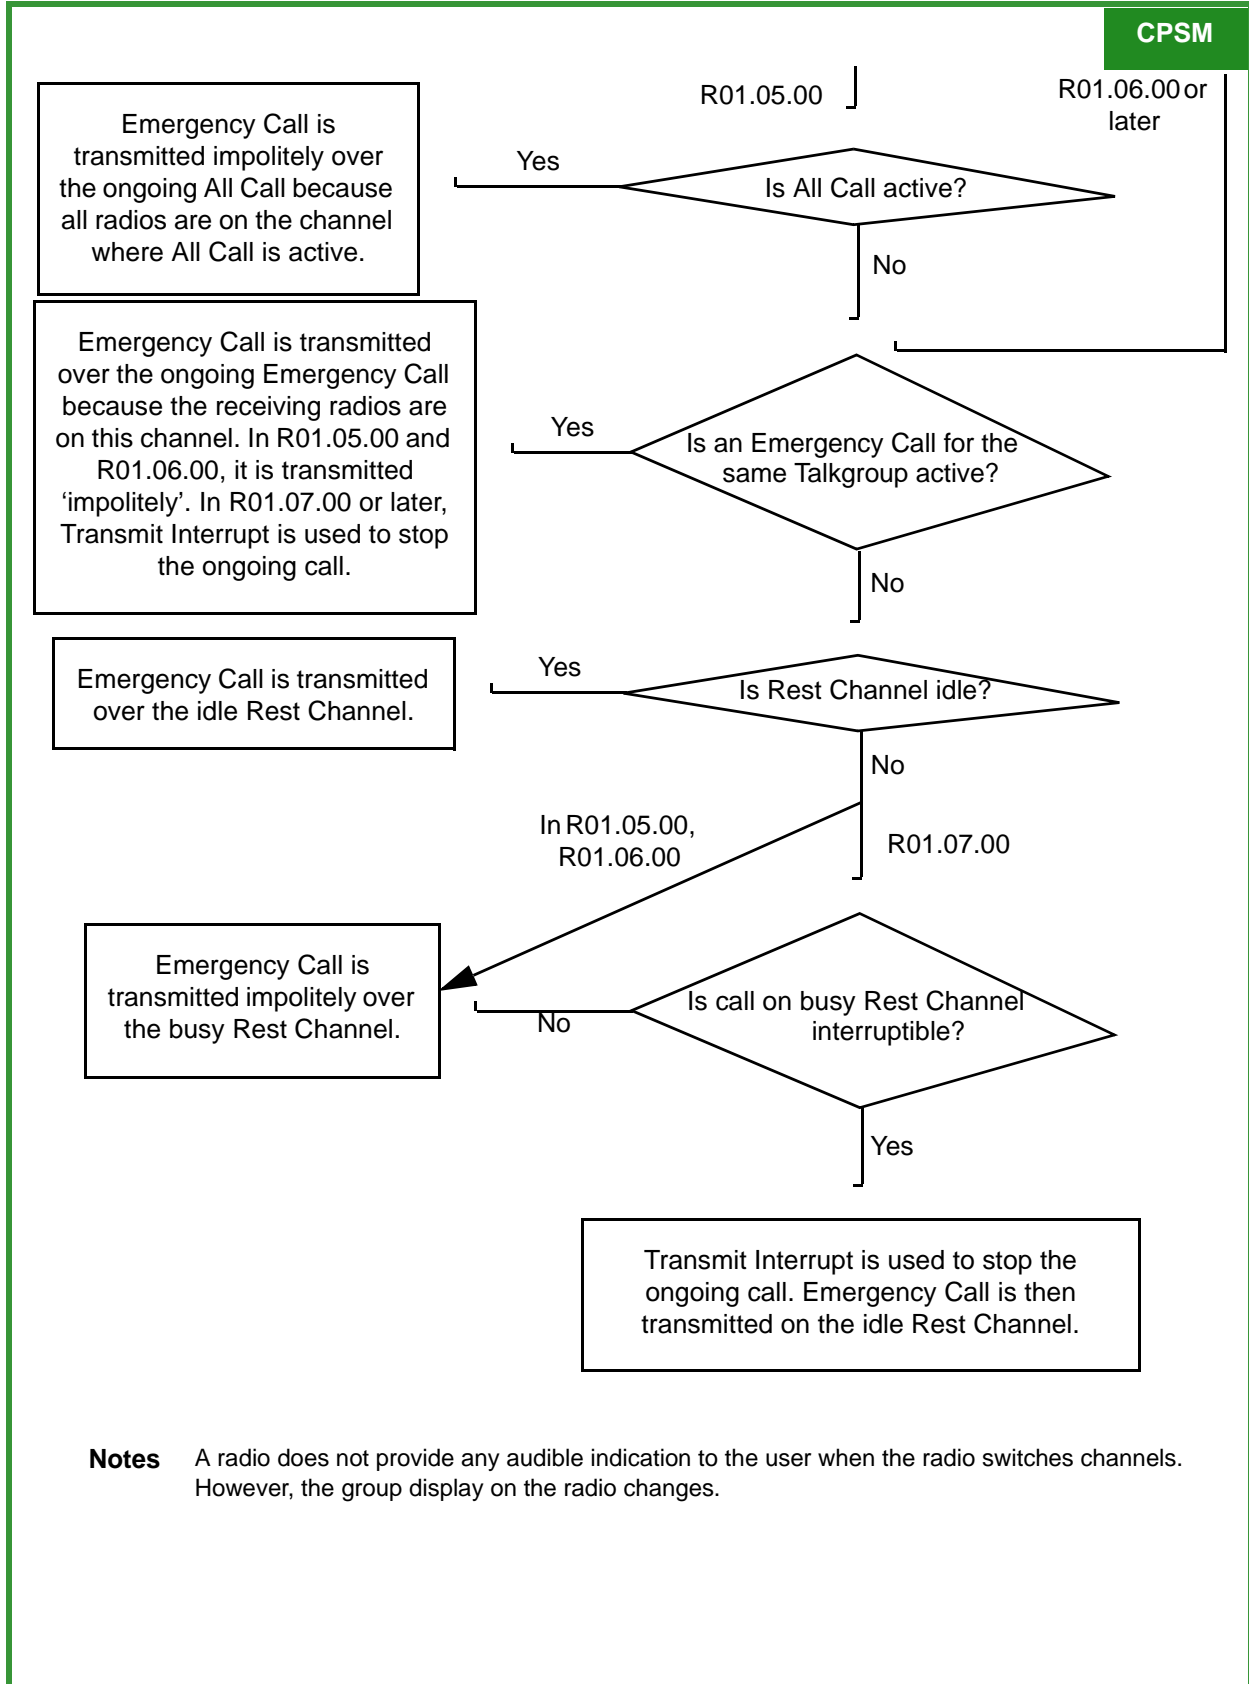 CPSM
R01.05.00
R01.06.00 or
later
Emergency Call is
transmitted impolitely over
the ongoing All Call because
all radios are on the channel
where All Call is active.
Yes
Is All Call active?
No
Emergency Call is transmitted
over the ongoing Emergency Call
because the receiving radios are
on this channel. In R01.05.00 and
R01.06.00, it is transmitted
‘impolitely’. In R01.07.00 or later,
Transmit Interrupt is used to stop
the ongoing call.
Yes
Is an Emergency Call for the
same Talkgroup active?
No
Emergency Call is transmitted
over the idle Rest Channel.
Yes
Is Rest Channel idle?
No
In R01.05.00,
R01.06.00
R01.07.00
Emergency Call is
transmitted impolitely over
the busy Rest Channel.
No
Is call on busy Rest Channel
interruptible?
Yes
Transmit Interrupt is used to stop the
ongoing call. Emergency Call is then
transmitted on the idle Rest Channel.
Notes A radio does not provide any audible indication to the user when the radio switches channels.
However, the group display on the radio changes.